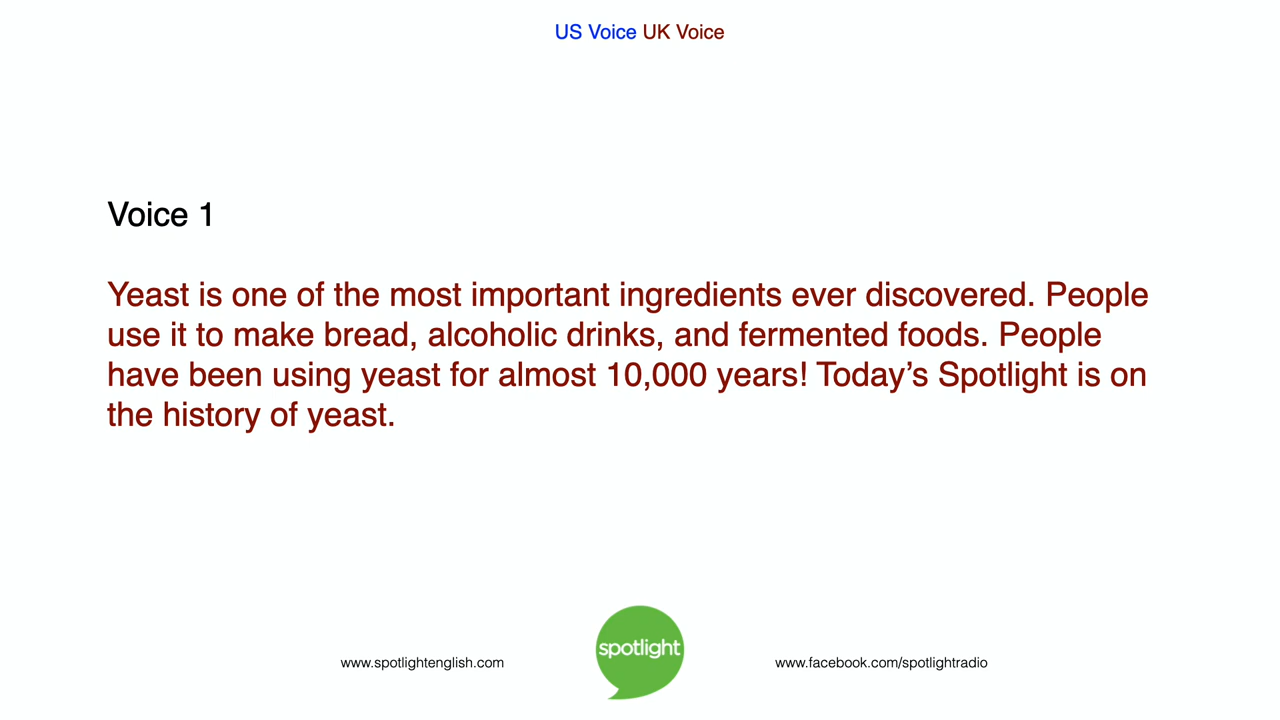 US Voice UK Voice
Voice 1
Yeast is one of the most important ingredients ever discovered. People
use it to make bread, alcoholic drinks, and fermented foods. People
have been using yeast for almost 10,000 years! Today’s Spotlight is on
the history of yeast.
spotlight
www.spotlightenglish.com
www.facebook.com/spotlightradio